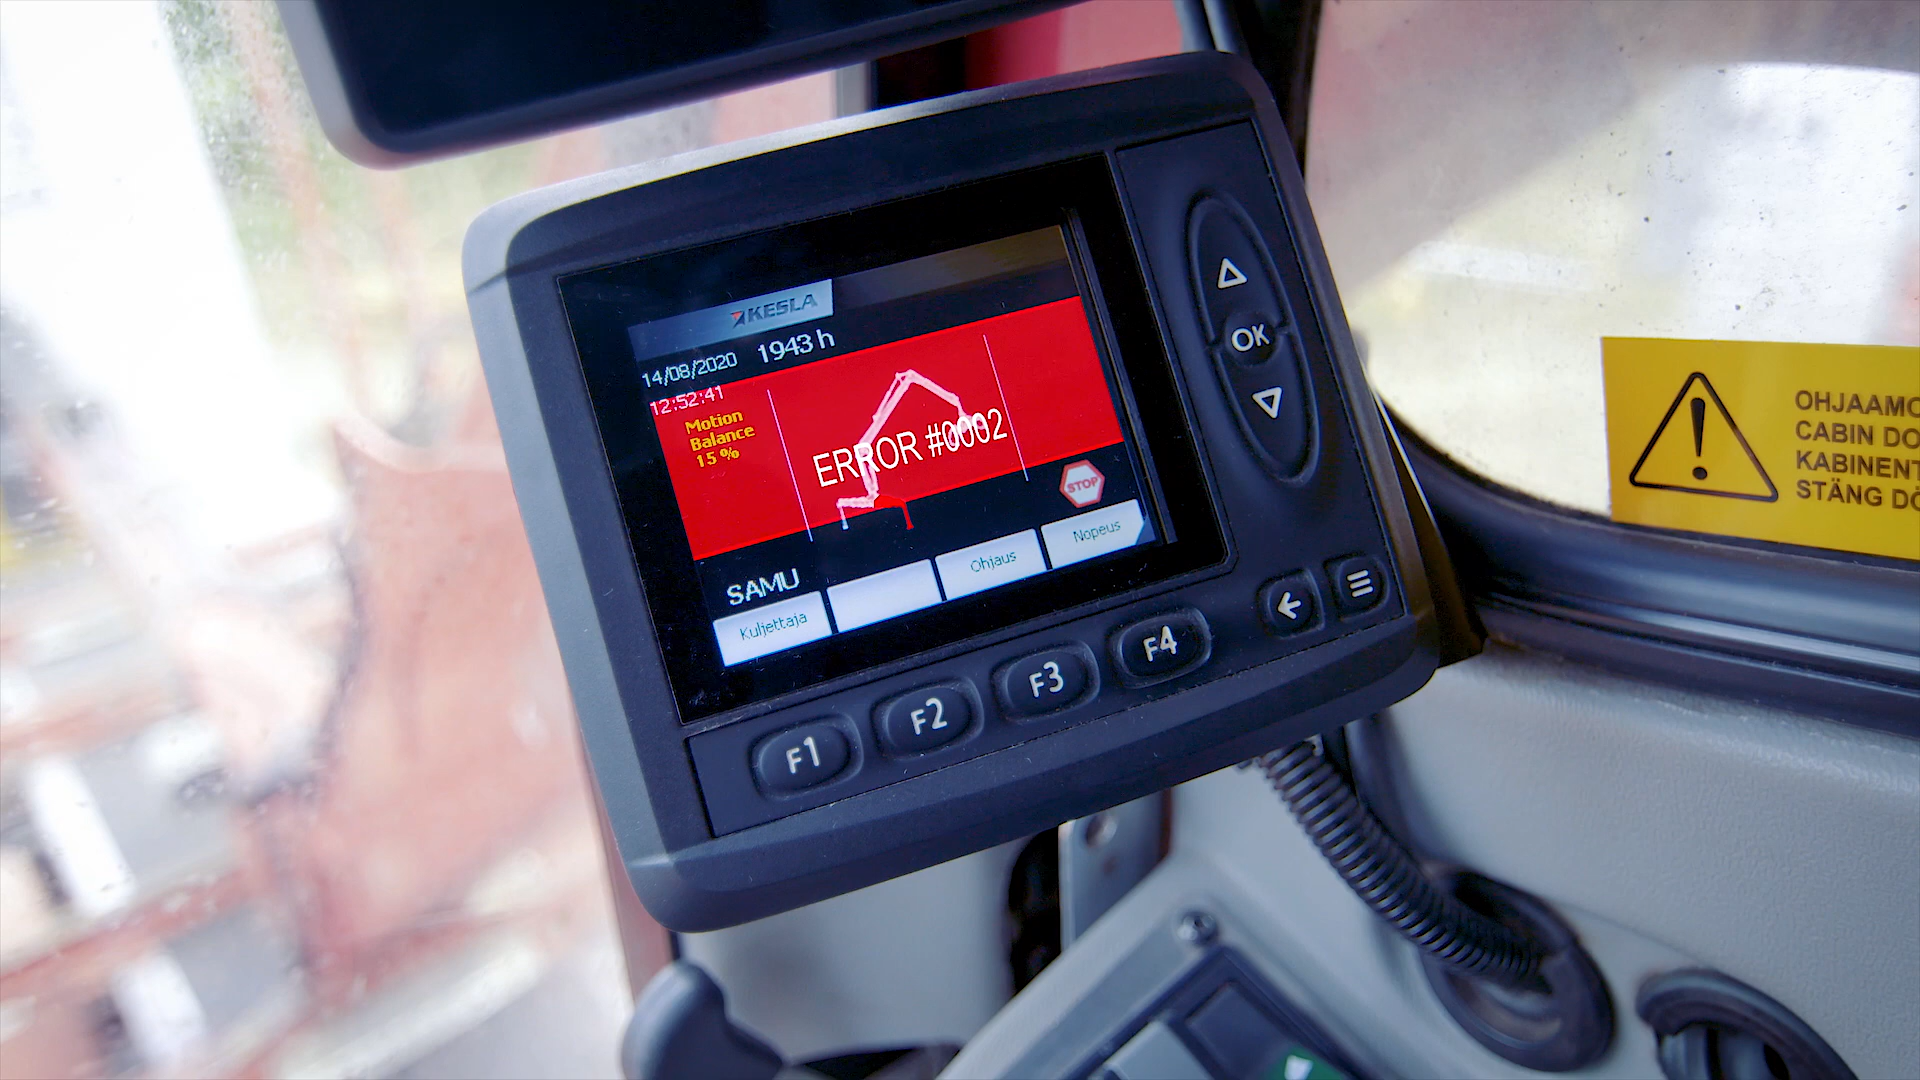 KESLA
14/08/2020 1943 h
12:52:41
Motion
Balance
15 %
ERROR #0002
STOP
SAMU
Kuljettaja
Ohjaus
Nopeus
OK
F1
F2
F3
F4
OHJAAMO
CABIN DO
KABINENT
STÄNG DÖ